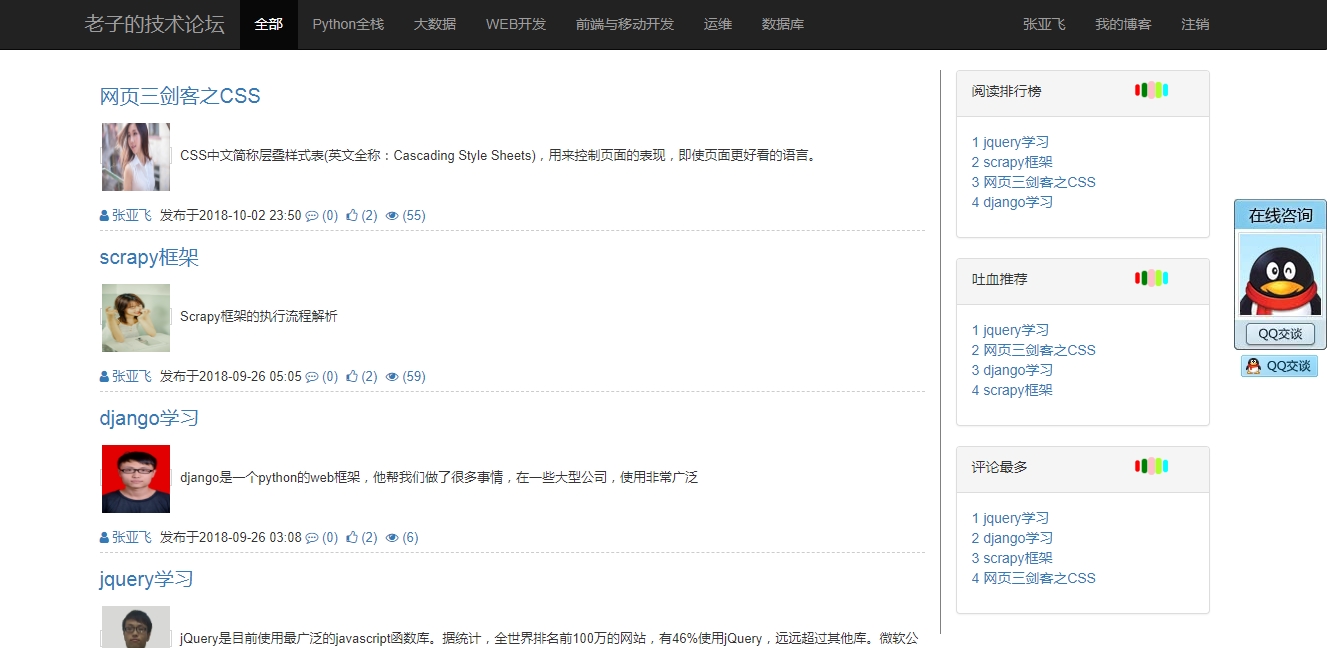 老子的技术论坛 全部 Python全栈 大数据 WEB开发 前端与移动开发 运维 数据库 张亚飞 我的博客 注销
网页三剑客之CSS
CSS中文简称层叠样式表(英文全称：Cascading Style Sheets)，用来控制页面的表现，即使页面更好看的语言。
张亚飞 发布于2018-10-02 23:50 (0) (2) (55)
scrapy框架
Scrapy框架的执行流程解析
张亚飞 发布于2018-09-26 05:05 (0) (2) (59)
django学习
django是一个python的web框架，他帮我们做了很多事情，在一些大型公司，使用非常广泛
张亚飞 发布于2018-09-26 03:08 (0) (2) (6)
jquery学习
jQuery是目前使用最广泛的javascript函数库。据统计，全世界排名前100万的网站，有46%使用jQuery，远远超过其他库。微软公
阅读排行榜
1 jquery学习
2 scrapy框架
3 网页三剑客之CSS
4 django学习
吐血推荐
1 jquery学习
2 网页三剑客之CSS
3 django学习
4 scrapy框架
评论最多
1 jquery学习
2 django学习
3 scrapy框架
4 网页三剑客之CSS
在线咨询
QQ交谈
QQ交谈